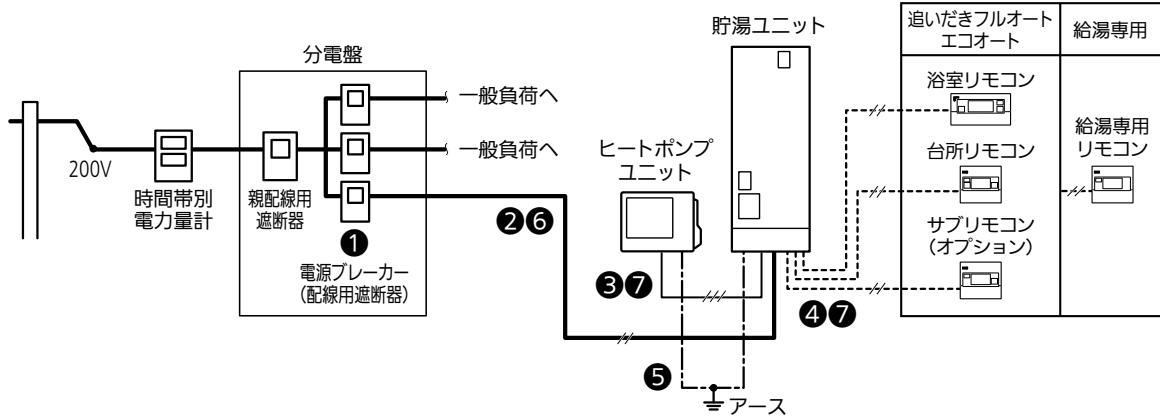 分電盤
一般負荷へ
一般負荷へ
200V
時間帯別
電力量計
親配線用
遮断器
❶
電源ブレーカー
（配線用遮断器）
❷❻
ヒートポンプ
ユニット
❸❼
貯湯ユニット
❹❼
❺
アース
追いだきフルオート
エコオート
給湯専用
浴室リモコン
台所リモコン
サブリモコン
（オプション）
給湯専用
リモコン